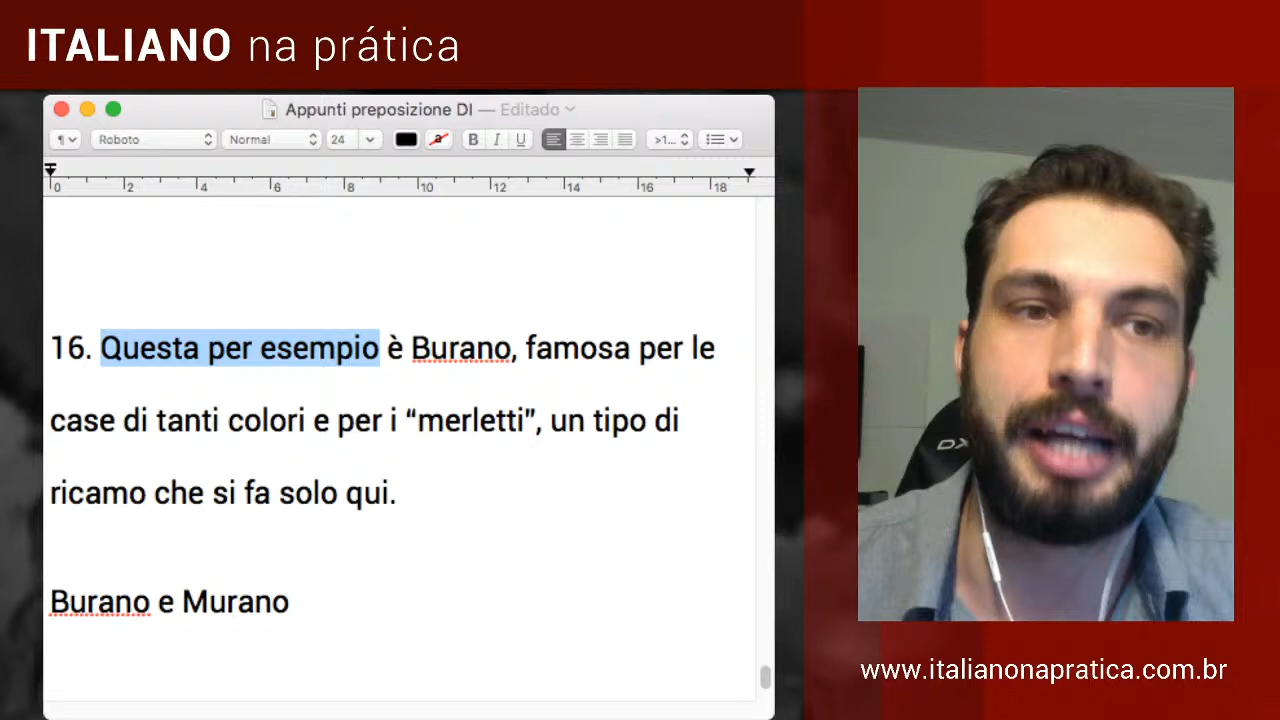 ITALIANO na prática
Appunti preposizione DI — Editado
¶ Roboto Normal 24 a B I U >1...
0 2 4 6 8 10 12 14 16 18
16. Questa per esempio è Burano, famosa per le
case di tanti colori e per i “merletti”, un tipo di
ricamo che si fa solo qui.
Burano e Murano
DX
www.italianonapratica.com.br